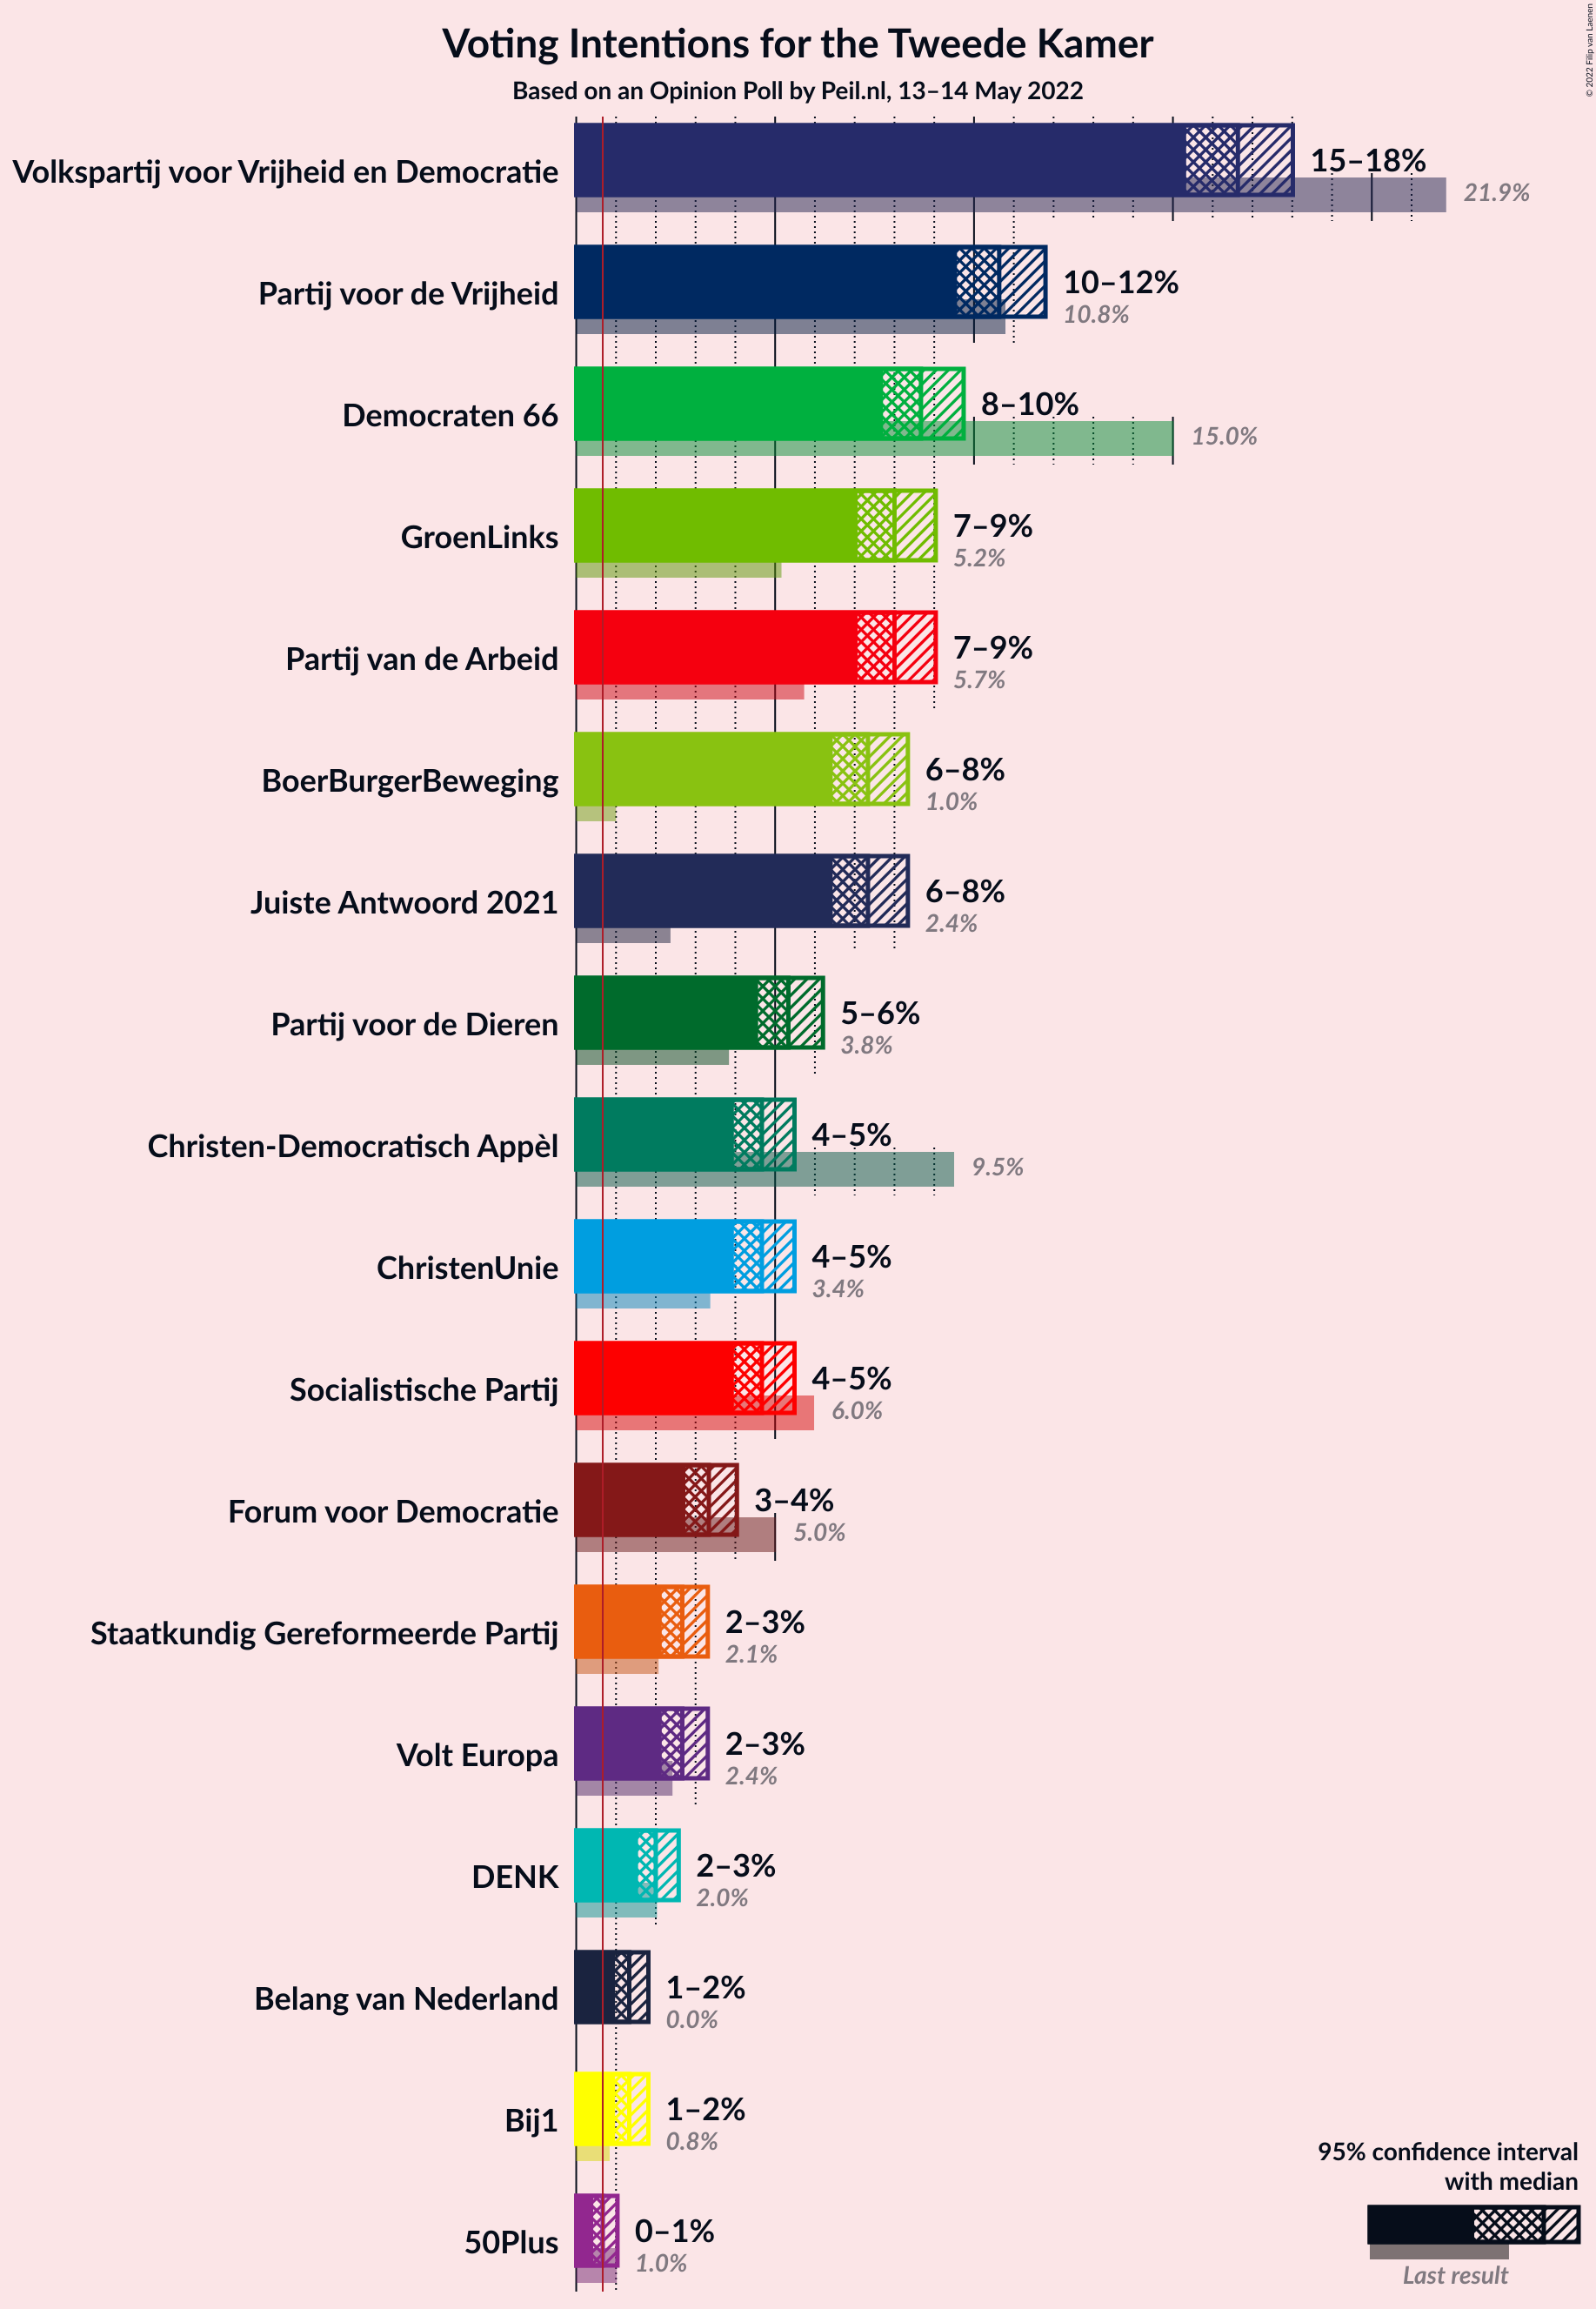 Voting Intentions for the Tweede Kamer
Based on an Opinion Poll by Peil.nl, 13–14 May 2022
© 2022 Filip van Laenen
Volkspartij voor Vrijheid en Democratie
15–18%
21.9%
Partij voor de Vrijheid
10–12%
10.8%
Democraten 66
8–10%
15.0%
GroenLinks
7–9%
5.2%
Partij van de Arbeid
7–9%
5.7%
BoerBurgerBeweging
6–8%
1.0%
Juiste Antwoord 2021
6–8%
2.4%
Partij voor de Dieren
5–6%
3.8%
Christen-Democratisch Appèl
4–5%
9.5%
ChristenUnie
4–5%
3.4%
Socialistische Partij
4–5%
6.0%
Forum voor Democratie
3–4%
5.0%
Staatkundig Gereformeerde Partij
2–3%
2.1%
Volt Europa
2–3%
2.4%
DENK
2–3%
2.0%
Belang van Nederland
1–2%
0.0%
Bij1
1–2%
0.8%
50Plus
0–1%
1.0%
95% confidence interval
with median
Last result